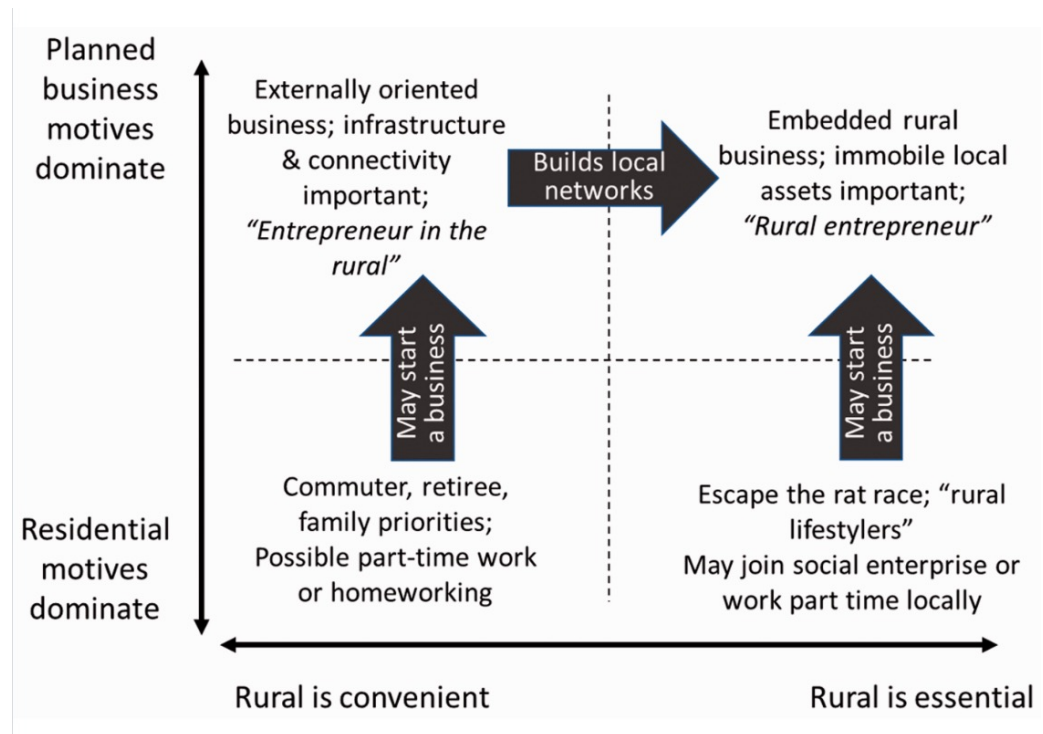 Planned
business
motives
dominate
Externally oriented
business; infrastructure
& connectivity
important;
“Entrepreneur in the
rural”
Builds local
networks
Embedded rural
business; immobile local
assets important;
“Rural entrepreneur”
May start
a business
May start
a business
Residential
motives
dominate
Commuter, retiree,
family priorities;
Possible part-time work
or homeworking
Escape the rat race; “rural
lifestylers”
May join social enterprise or
work part time locally
Rural is convenient
Rural is essential